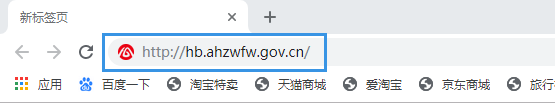 新标签页
http://hb.ahzwfw.gov.cn/
应用 百度一下 淘宝特卖 天猫商城 爱淘宝 京东商城 旅行